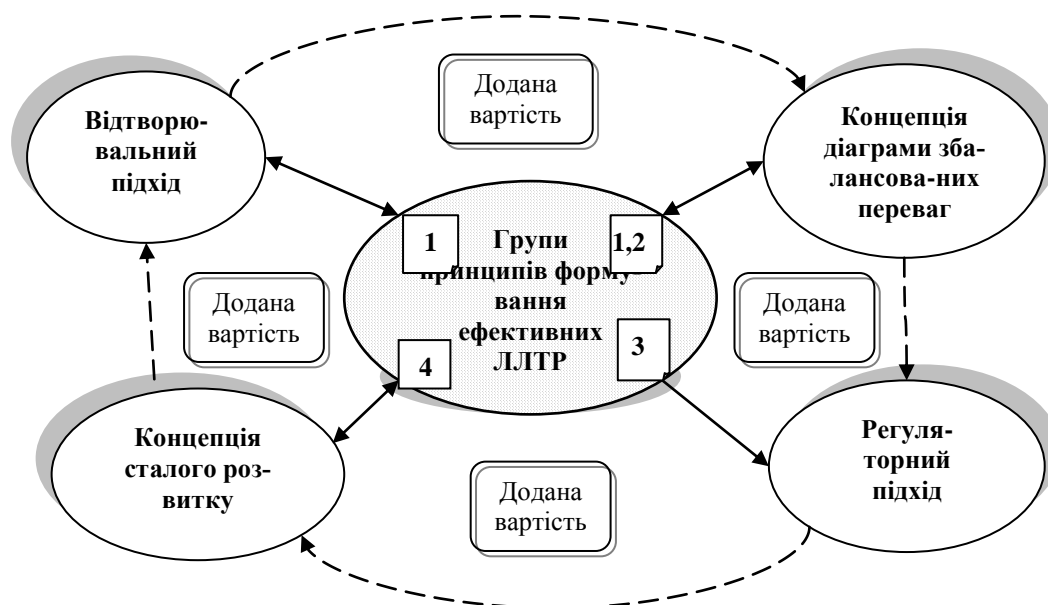 Додана
вартість
Відтворю-
вальний
підхід
Концепція
діаграми зба-
лансова-них
переваг
1
1,2
Групи
принципів форму-
вання
ефективних
ЛЛТР
4
3
Додана
вартість
Додана
вартість
Концепція
сталого роз-
витку
Регуля-
торний
підхід
Додана
вартість